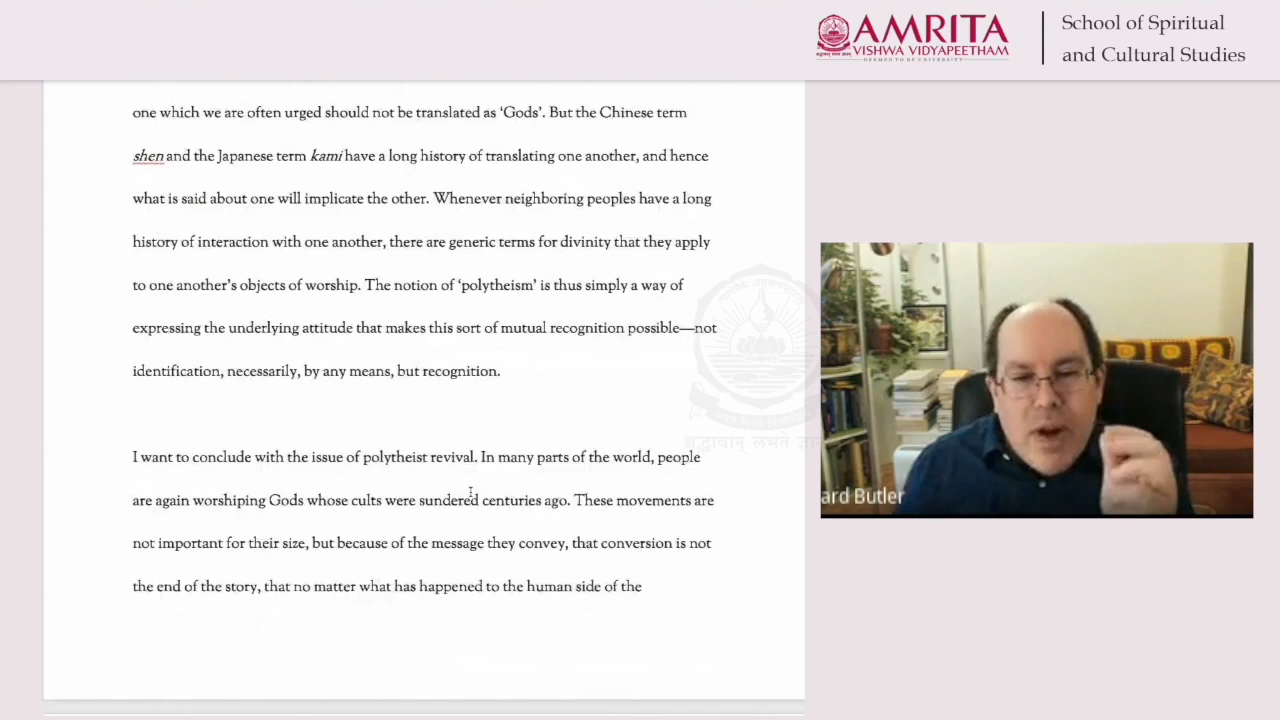 AMRITA
VISHWA VIDYAPEETHAM
DEEMED TO BE UNIVERSITY
School of Spiritual
and Cultural Studies
one which we are often urged should not be translated as ‘Gods’. But the Chinese term
shen and the Japanese term kami have a long history of translating one another, and hence
what is said about one will implicate the other. Whenever neighboring peoples have a long
history of interaction with one another, there are generic terms for divinity that they apply
to one another’s objects of worship. The notion of ‘polytheism’ is thus simply a way of
expressing the underlying attitude that makes this sort of mutual recognition possible—not
identification, necessarily, by any means, but recognition.
I want to conclude with the issue of polytheist revival. In many parts of the world, people
are again worshiping Gods whose cults were sundered centuries ago. These movements are
not important for their size, but because of the message they convey, that conversion is not
the end of the story, that no matter what has happened to the human side of the
ard Butler